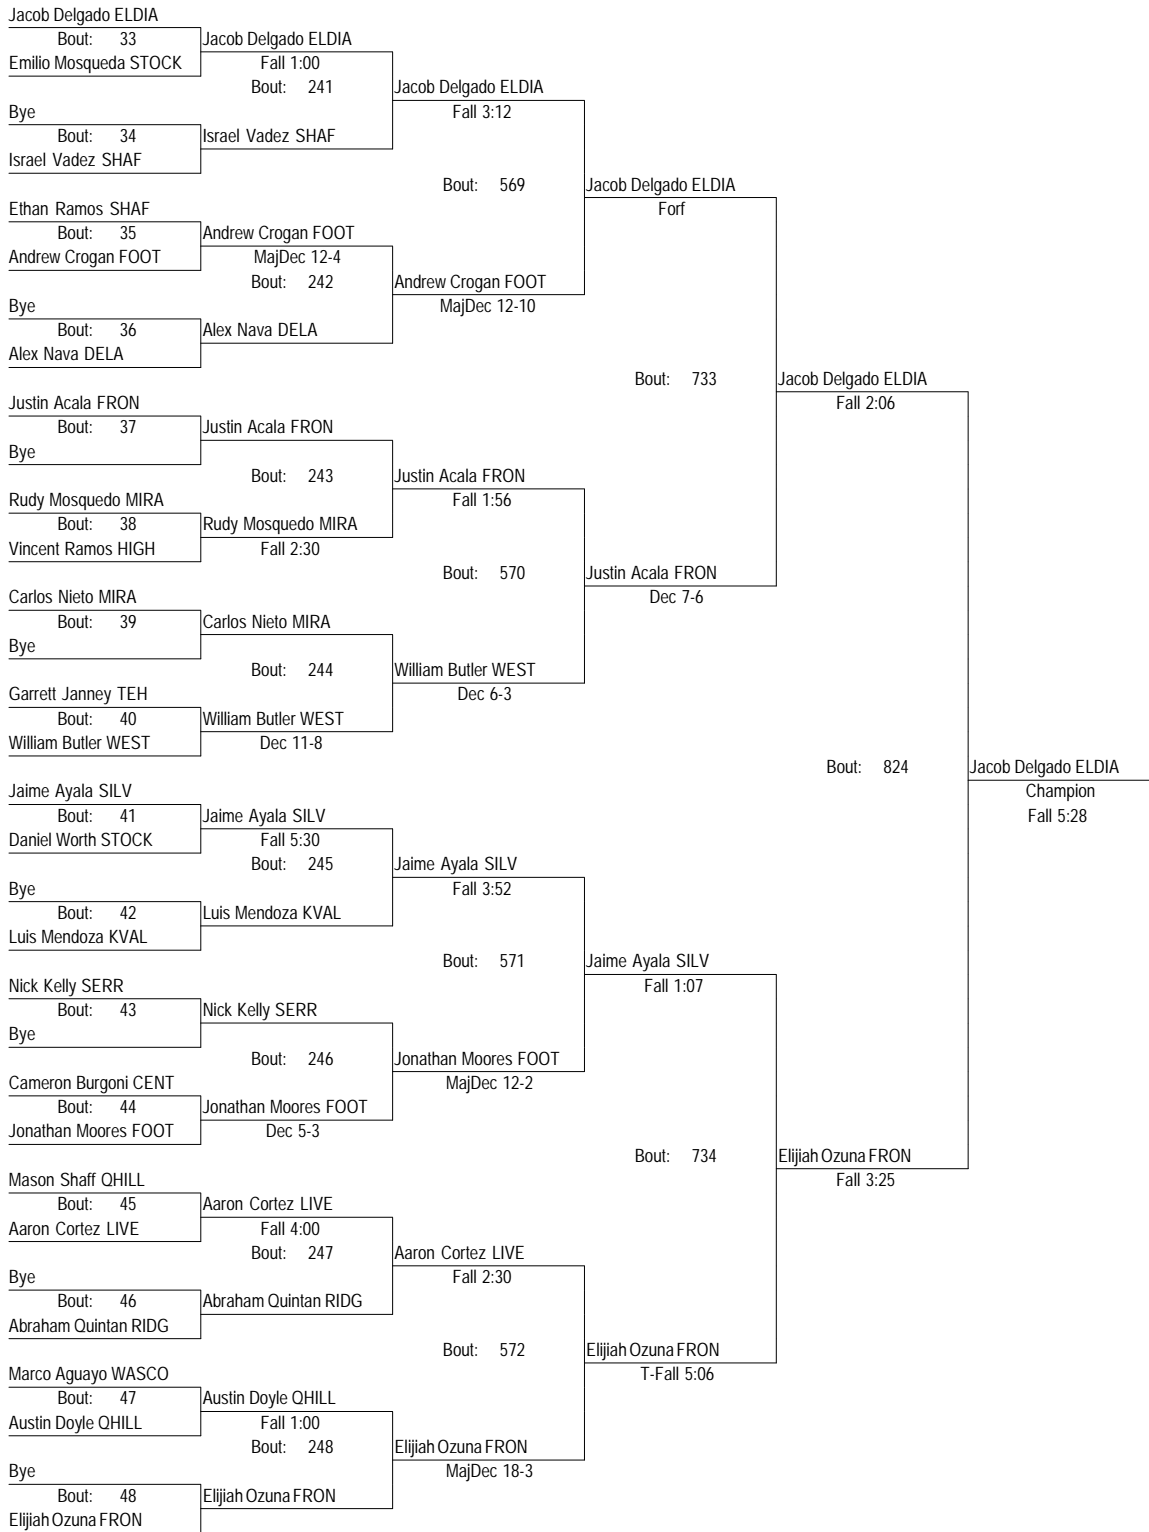 Jacob Delgado ELDIA
Bout: 33 Jacob Delgado ELDIA
Emilio Mosqueda STOCK Fall 1:00
Bout: 241 Jacob Delgado ELDIA
Bye Fall 3:12
Bout: 34 Israel Vadez SHAF
Israel Vadez SHAF
Bout: 569 Jacob Delgado ELDIA
Ethan Ramos SHAF Forf
Bout: 35 Andrew Crogan FOOT
Andrew Crogan FOOT MajDec 12-4
Bout: 242 Andrew Crogan FOOT
Bye MajDec 12-10
Bout: 36 Alex Nava DELA
Alex Nava DELA
Bout: 733 Jacob Delgado ELDIA
Justin Acala FRON Fall 2:06
Bout: 37 Justin Acala FRON
Bye
Bout: 243 Justin Acala FRON
Rudy Mosquedo MIRA Fall 1:56
Bout: 38 Rudy Mosquedo MIRA
Vincent Ramos HIGH Fall 2:30
Bout: 570 Justin Acala FRON
Carlos Nieto MIRA Dec 7-6
Bout: 39 Carlos Nieto MIRA
Bye
Bout: 244 William Butler WEST
Garrett Janney TEH Dec 6-3
Bout: 40 William Butler WEST
William Butler WEST Dec 11-8
Bout: 824 Jacob Delgado ELDIA
Jaime Ayala SILV Champion
Bout: 41 Jaime Ayala SILV Fall 5:28
Daniel Worth STOCK Fall 5:30
Bout: 245 Jaime Ayala SILV
Bye Fall 3:52
Bout: 42 Luis Mendoza KVAL
Luis Mendoza KVAL
Bout: 571 Jaime Ayala SILV
Nick Kelly SERR Fall 1:07
Bout: 43 Nick Kelly SERR
Bye
Bout: 246 Jonathan Moores FOOT
Cameron Burgoni CENT MajDec 12-2
Bout: 44 Jonathan Moores FOOT
Jonathan Moores FOOT Dec 5-3
Bout: 734 Elijiah Ozuna FRON
Mason Shaff QHILL Fall 3:25
Bout: 45 Aaron Cortez LIVE
Aaron Cortez LIVE Fall 4:00
Bout: 247 Aaron Cortez LIVE
Bye Fall 2:30
Bout: 46 Abraham Quintan RIDG
Abraham Quintan RIDG
Bout: 572 Elijiah Ozuna FRON
Marco Aguayo WASCO T-Fall 5:06
Bout: 47 Austin Doyle QHILL
Austin Doyle QHILL Fall 1:00
Bout: 248 Elijiah Ozuna FRON
Bye MajDec 18-3
Bout: 48 Elijiah Ozuna FRON
Elijiah Ozuna FRON